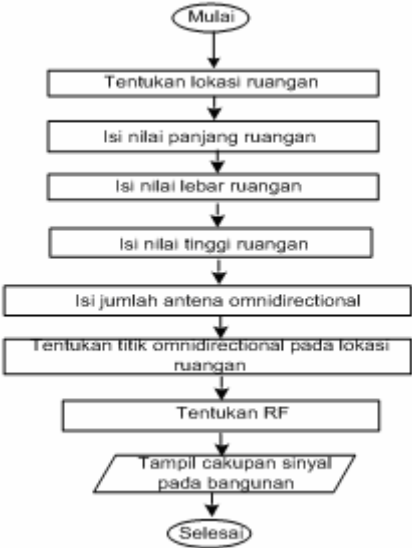 Mulai
Tentukan lokasi ruangan
Isi nilai panjang ruangan
Isi nilai lebar ruangan
Isi nilai tinggi ruangan
Isi jumlah antena omnidirectional
Tentukan titik omnidirectional pada lokasi
ruangan
Tentukan RF
Tampil cakupan sinyal
pada bangunan
Selesai